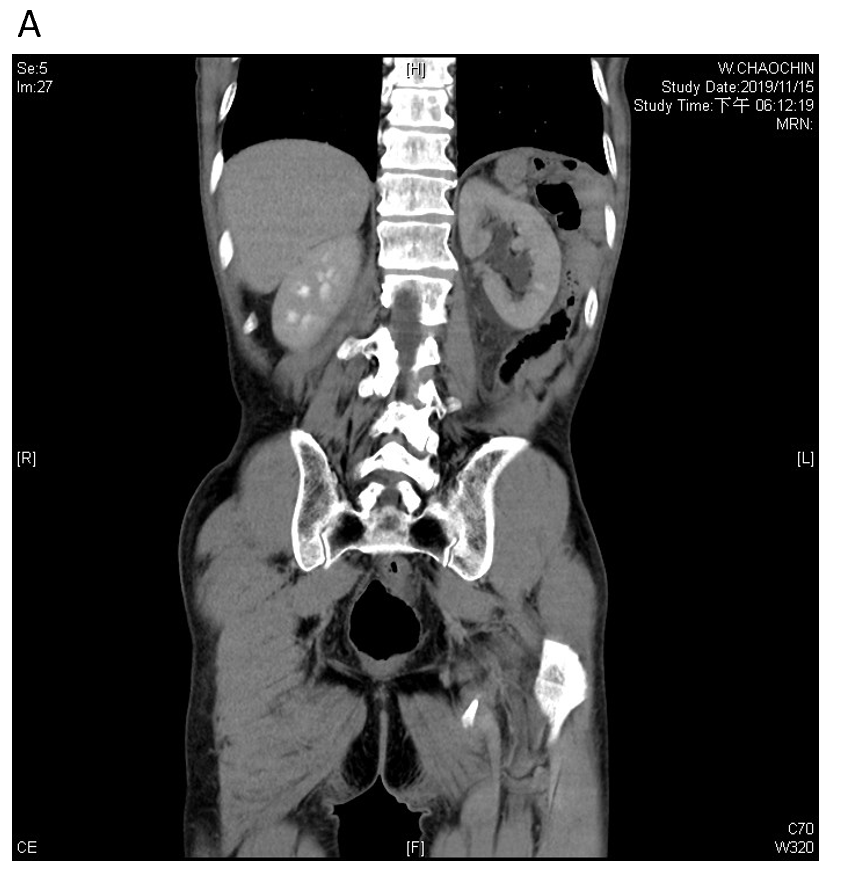 A
Se:5
Im:27
[H]
W.CHAOCHIN
Study Date:2019/11/15
Study Time:下午 06:12:19
MRN:
[R]
[L]
CE
[F]
C70
W320